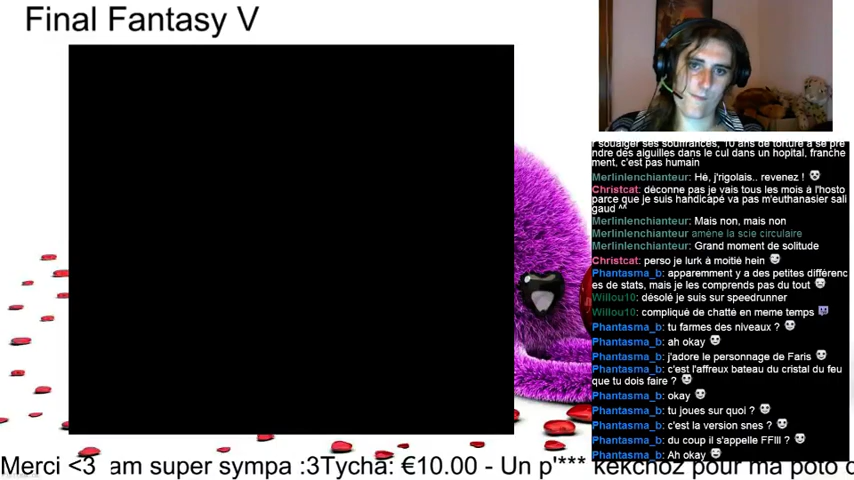 Final Fantasy V
r soulager ses souffrances, 10 ans de torture a se pre
ndre des aiguilles dans le cul dans un hopital, franche
ment, c'est pas humain
Merlinlenchianteur: Hé, j'rigolais.. revenez !
Christcat: déconne pas je vais tous les mois à l'hosto
parce que je suis handicapé va pas m'euthanasier sali
gaud ^^
Merlinlenchianteur: Mais non, mais non
Merlinlenchianteur amène la scie circulaire
Merlinlenchianteur: Grand moment de solitude
Christcat: perso je lurk à moitié hein
Phantasma_b: apparemment y a des petites différenc
es de stats, mais je les comprends pas du tout
Willou10: désolé je suis sur speedrunner
Willou10: compliqué de chatté en meme temps
Phantasma_b: tu farmes des niveaux ?
Phantasma_b: ah okay
Phantasma_b: j'adore le personnage de Faris
Phantasma_b: c'est l'affreux bateau du cristal du feu
que tu dois faire ?
Phantasma_b: okay
Phantasma_b: tu joues sur quoi ?
Phantasma_b: c'est la version snes ?
Phantasma_b: du coup il s'appelle FFIII ?
Phantasma_b: Ah okay
Merci <3 am super sympa :3Tycha: €10.00 - Un p'*** kekchoz pour ma poto